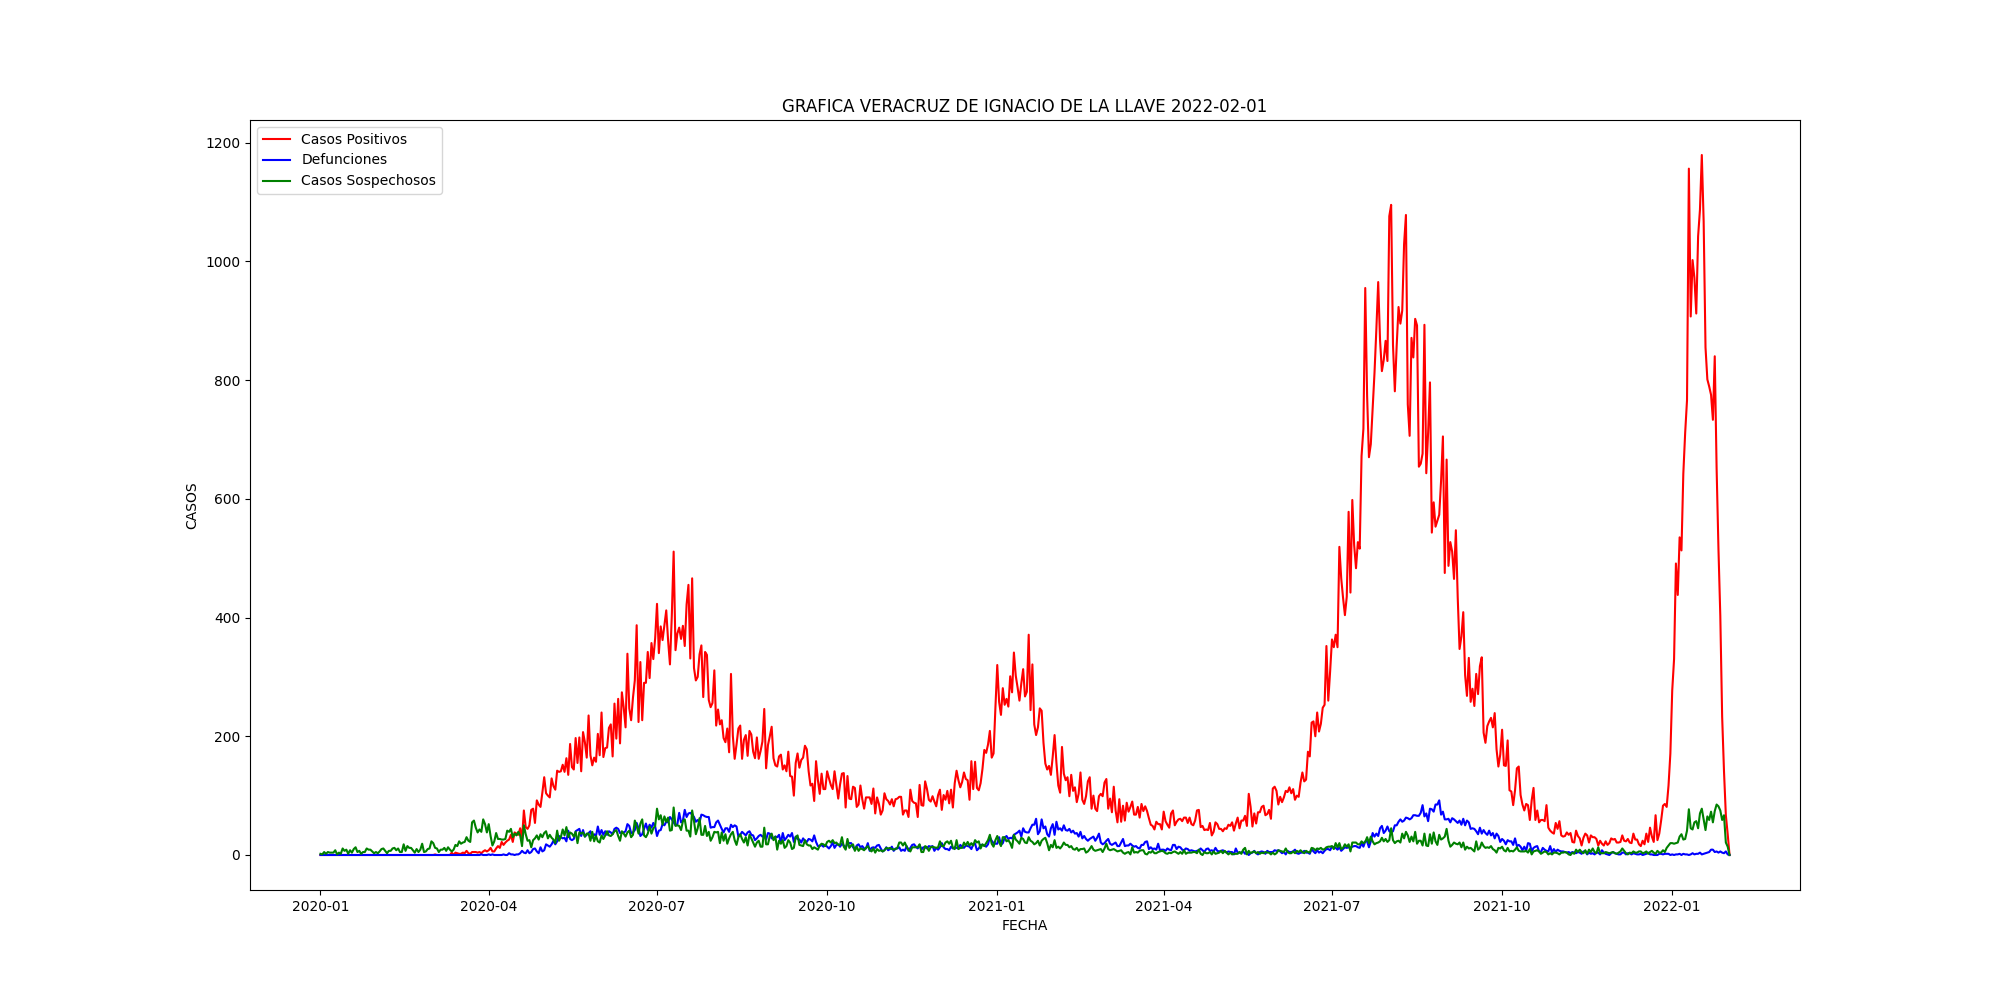 GRAFICA VERACRUZ DE IGNACIO DE LA LLAVE 2022-02-01
Casos Positivos
Defunciones
Casos Sospechosos
1200
1000
800
600
400
200
0
CASOS
2020-01 2020-04 2020-07 2020-10 2021-01 2021-04 2021-07 2021-10 2022-01
FECHA